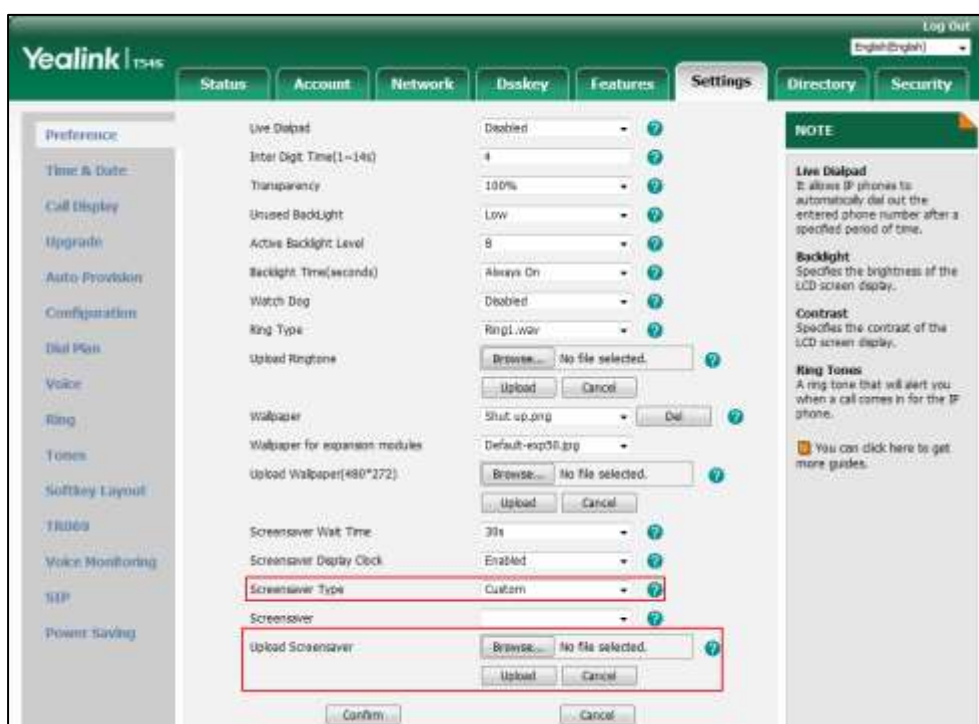 Log Out
English(English)
Yealink T54S
Status Account Network Dsskey Features Settings Directory Security
Preference
Time & Date
Call Display
Upgrade
Auto Provision
Configuration
Dial Plan
Voice
Ring
Tones
Softkey Layout
TR069
Voice Monitoring
SIP
Power Saving
Live Dialpad Disabled
Inter Digit Time(1~14s) 4
Transparency 100%
Unused BackLight Low
Active Backlight Level 8
Backlight Time(seconds) Always On
Watch Dog Disabled
Ring Type Ring1.wav
Upload Ringtone Browse... No file selected.
Upload Cancel
Wallpaper Shut up.png Del
Wallpaper for expansion modules Default-exp50.jpg
Upload Wallpaper(480*272) Browse... No file selected.
Upload Cancel
Screensaver Wait Time 30s
Screensaver Display Clock Enabled
Screensaver Type Custom
Screensaver
Upload Screensaver Browse... No file selected.
Upload Cancel
Confirm Cancel
NOTE
Live Dialpad
It allows IP phones to
automatically dial out the
entered phone number after a
specified period of time.
Backlight
Specifies the brightness of the
LCD screen display.
Contrast
Specifies the contrast of the
LCD screen display.
Ring Tones
A ring tone that will alert you
when a call comes in for the IP
phone.
You can click here to get
more guides.